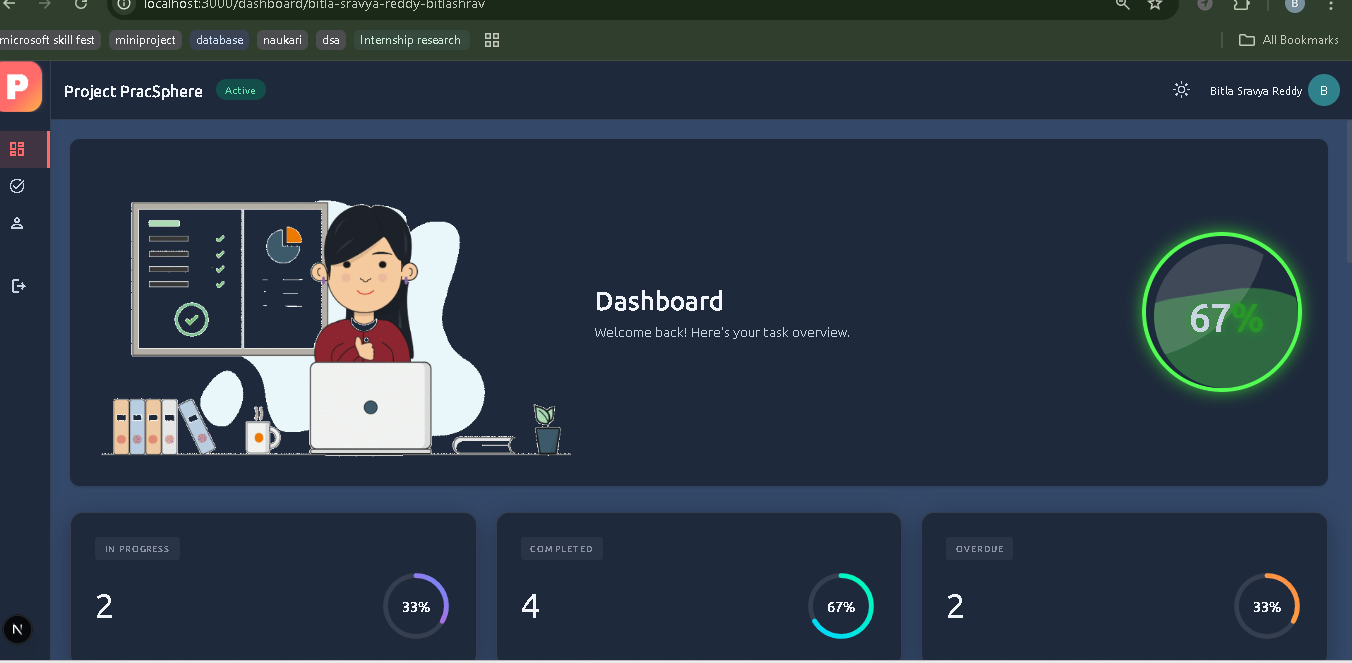 localhost:3000/dashboard/bitla-sravya-reddy-bitlashrav
B
microsoft skill fest miniproject database naukari dsa Internship research All Bookmarks
P
Project PracSphere Active Bitla Sravya Reddy B
Dashboard
Welcome back! Here's your task overview.
67%
IN PROGRESS
2
33%
COMPLETED
4
67%
OVERDUE
2
33%
N